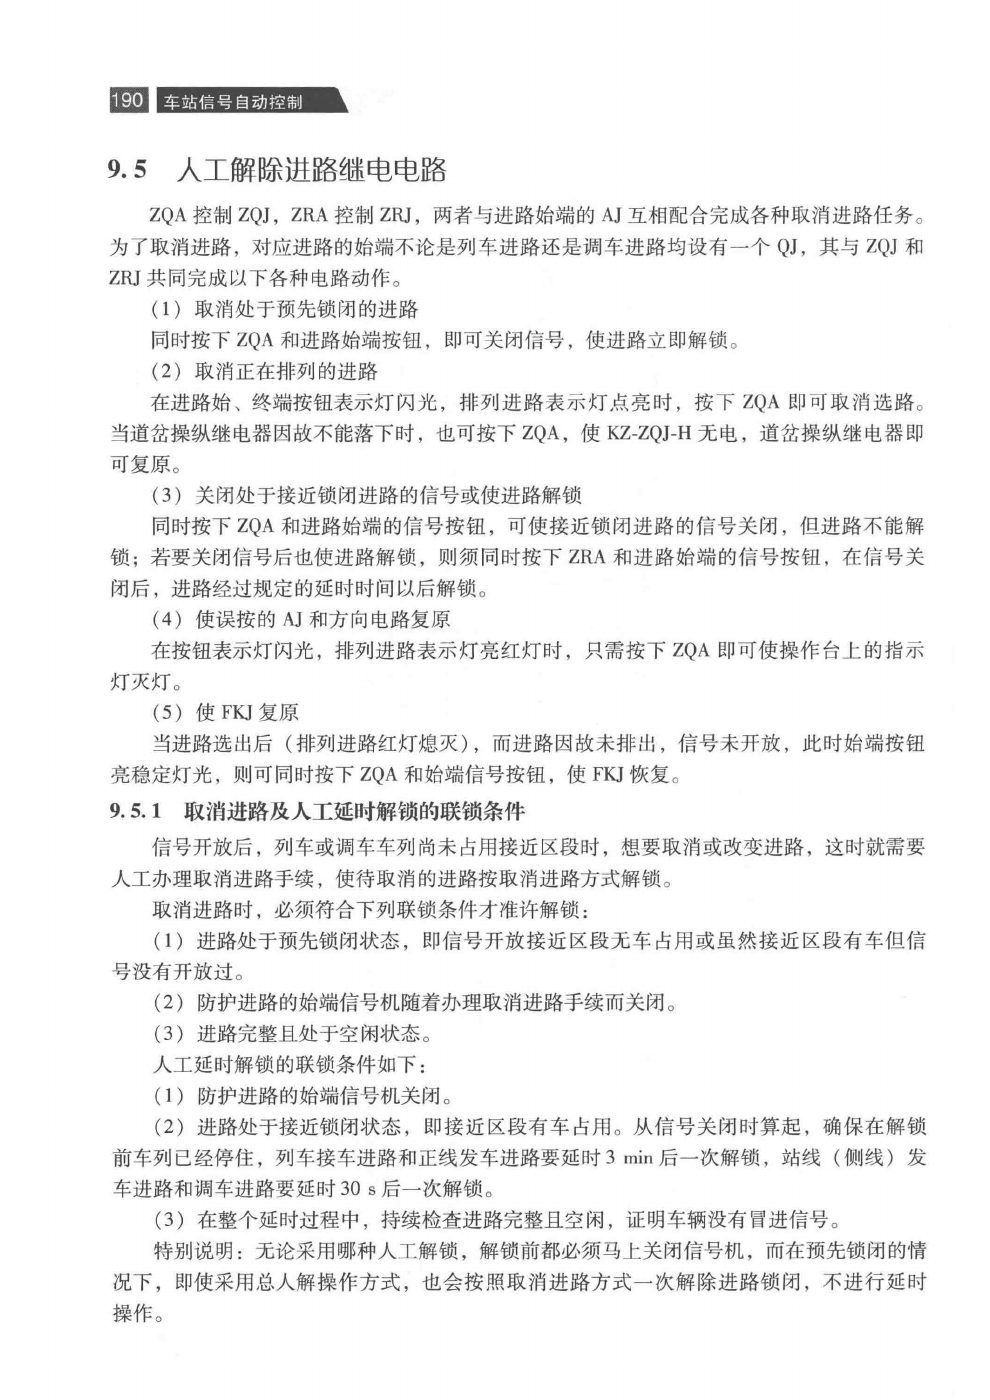 190 车站信号自动控制
9.5 人工解除进路继电电路
ZQA 控制 ZQJ，ZRA 控制 ZRJ，两者与进路始端的 AJ 互相配合完成各种取消进路任务。
为了取消进路，对应进路的始端不论是列车进路还是调车进路均设有一个 QJ，其与 ZQJ 和
ZRJ 共同完成以下各种电路动作。
（1）取消处于预先锁闭的进路
同时按下 ZQA 和进路始端按钮，即可关闭信号，使进路立即解锁。
（2）取消正在排列的进路
在进路始、终端按钮表示灯闪光，排列进路表示灯点亮时，按下 ZQA 即可取消选路。
当道岔操纵继电器因故不能落下时，也可按下 ZQA，使 KZ-ZQJ-H 无电，道岔操纵继电器即
可复原。
（3）关闭处于接近锁闭进路的信号或使进路解锁
同时按下 ZQA 和进路始端的信号按钮，可使接近锁闭进路的信号关闭，但进路不能解
锁；若要关闭信号后也使进路解锁，则须同时按下 ZRA 和进路始端的信号按钮，在信号关
闭后，进路经过规定的延时时间以后解锁。
（4）使误按的 AJ 和方向电路复原
在按钮表示灯闪光，排列进路表示灯亮红灯时，只需按下 ZQA 即可使操作台上的指示
灯灭灯。
（5）使 FKJ 复原
当进路选出后（排列进路红灯熄灭），而进路因故未排出，信号未开放，此时始端按钮
亮稳定灯光，则可同时按下 ZQA 和始端信号按钮，使 FKJ 恢复。
9.5.1 取消进路及人工延时解锁的联锁条件
信号开放后，列车或调车车列尚未占用接近区段时，想要取消或改变进路，这时就需要
人工办理取消进路手续，使待取消的进路按取消进路方式解锁。
取消进路时，必须符合下列联锁条件才准许解锁：
（1）进路处于预先锁闭状态，即信号开放接近区段无车占用或虽然接近区段有车但信
号没有开放过。
（2）防护进路的始端信号机随着办理取消进路手续而关闭。
（3）进路完整且处于空闲状态。
人工延时解锁的联锁条件如下：
（1）防护进路的始端信号机关闭。
（2）进路处于接近锁闭状态，即接近区段有车占用。从信号关闭时算起，确保在解锁
前车列已经停住，列车接车进路和正线发车进路要延时 3 min 后一次解锁，站线（侧线）发
车进路和调车进路要延时 30 s 后一次解锁。
（3）在整个延时过程中，持续检查进路完整且空闲，证明车辆没有冒进信号。
特别说明：无论采用哪种人工解锁，解锁前都必须马上关闭信号机，而在预先锁闭的情
况下，即使采用总人解操作方式，也会按照取消进路方式一次解除进路锁闭，不进行延时
操作。